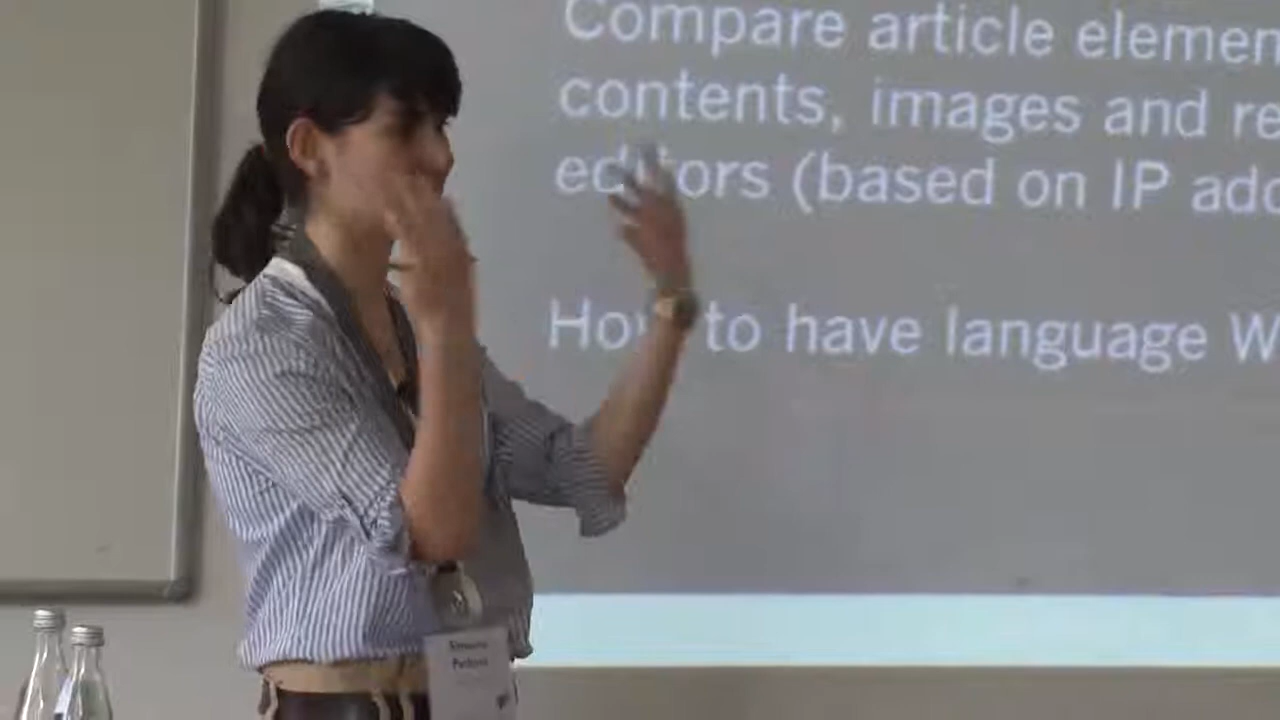 Compare article elemen
contents, images and re
editors (based on IP add
How to have language W